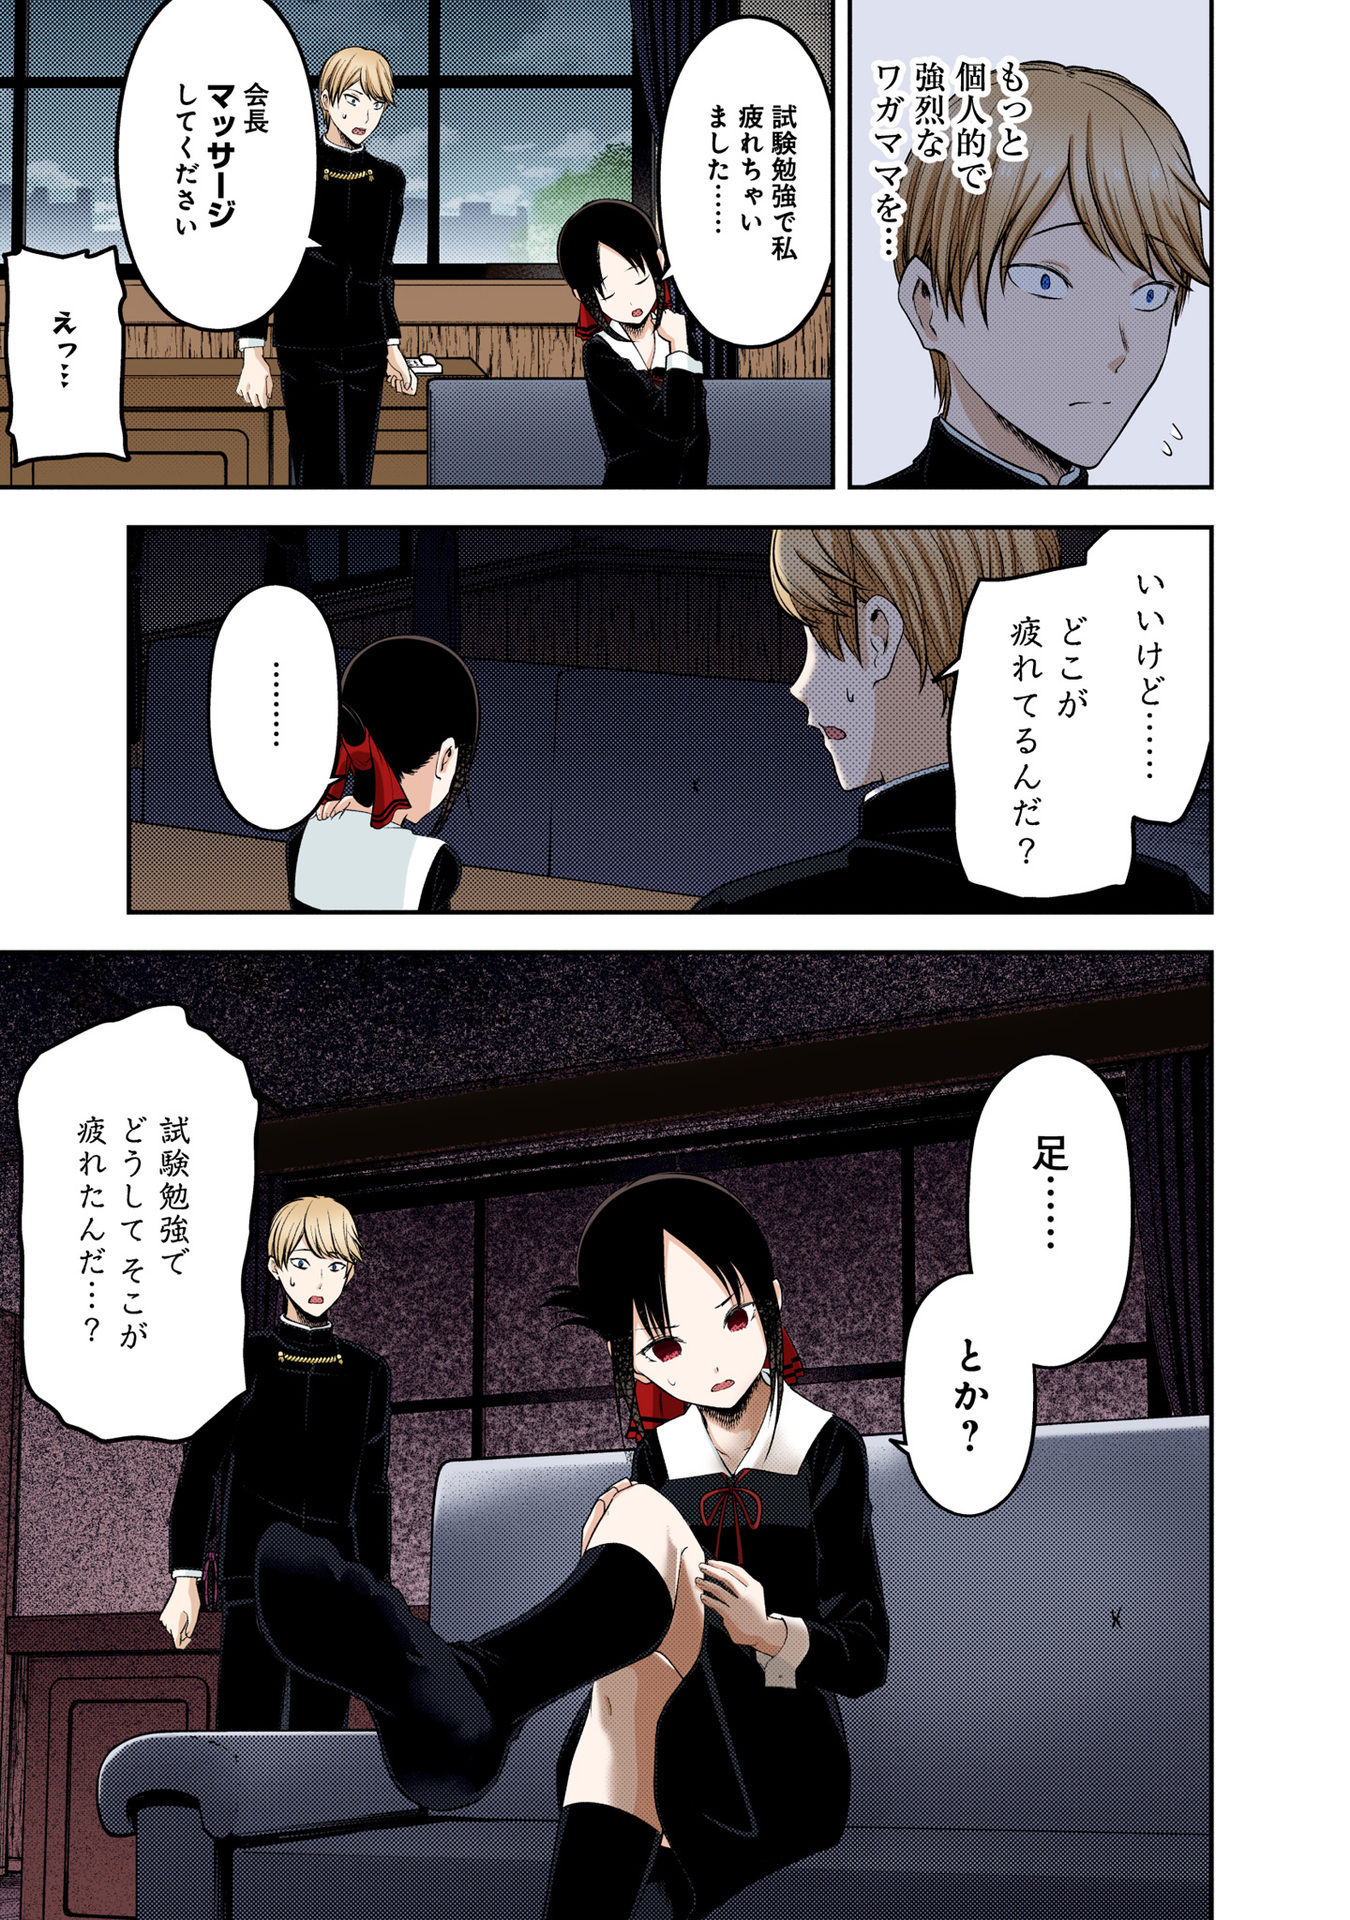 もっと
個人的で
強烈な
ワガママを…
試験勉強で私
疲れちゃい
ました……
会長
マッサージ
してください
えっ…
いいけど……
どこが
疲れてるんだ？
………
足……
とか？
試験勉強で
どうしてそこが
疲れたんだ…？